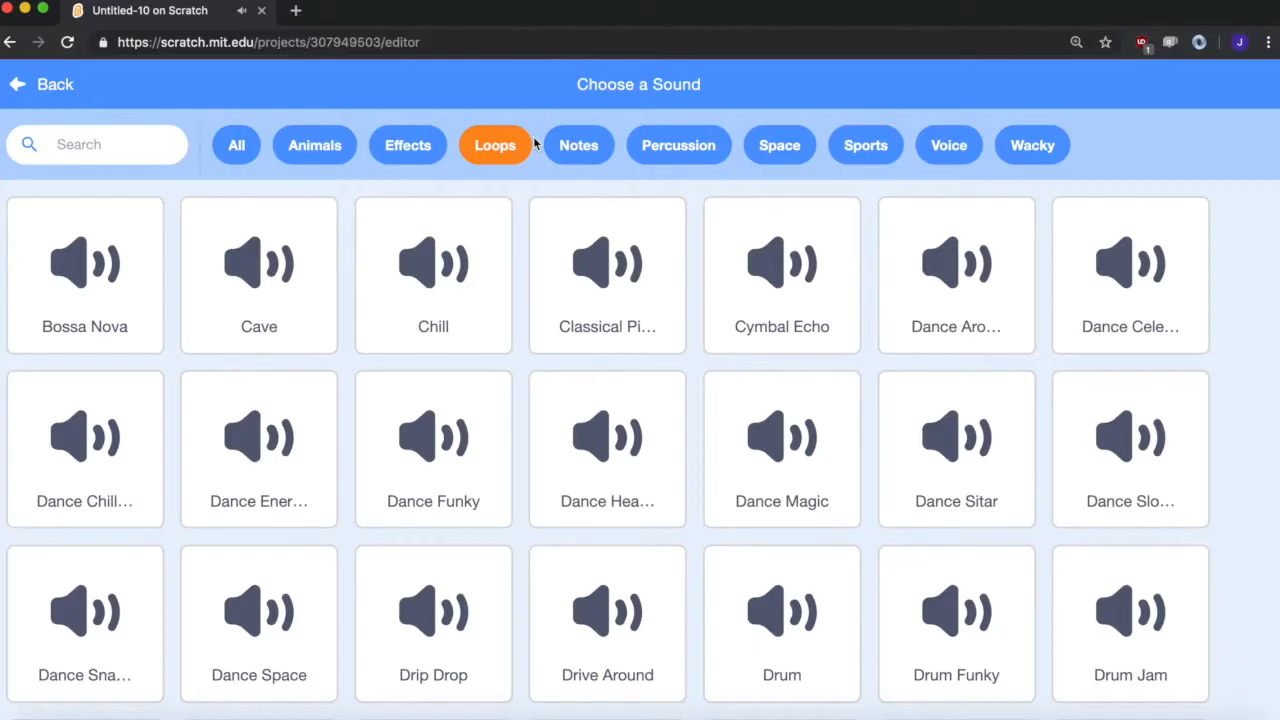 Untitled-10 on Scratch
https://scratch.mit.edu/projects/307949503/editor
UD
1
J
Back
Choose a Sound
Search
All
Animals
Effects
Loops
Notes
Percussion
Space
Sports
Voice
Wacky
Bossa Nova
Cave
Chill
Classical Pi…
Cymbal Echo
Dance Aro…
Dance Cele…
Dance Chill…
Dance Ener…
Dance Funky
Dance Hea…
Dance Magic
Dance Sitar
Dance Slo…
Dance Sna…
Dance Space
Drip Drop
Drive Around
Drum
Drum Funky
Drum Jam